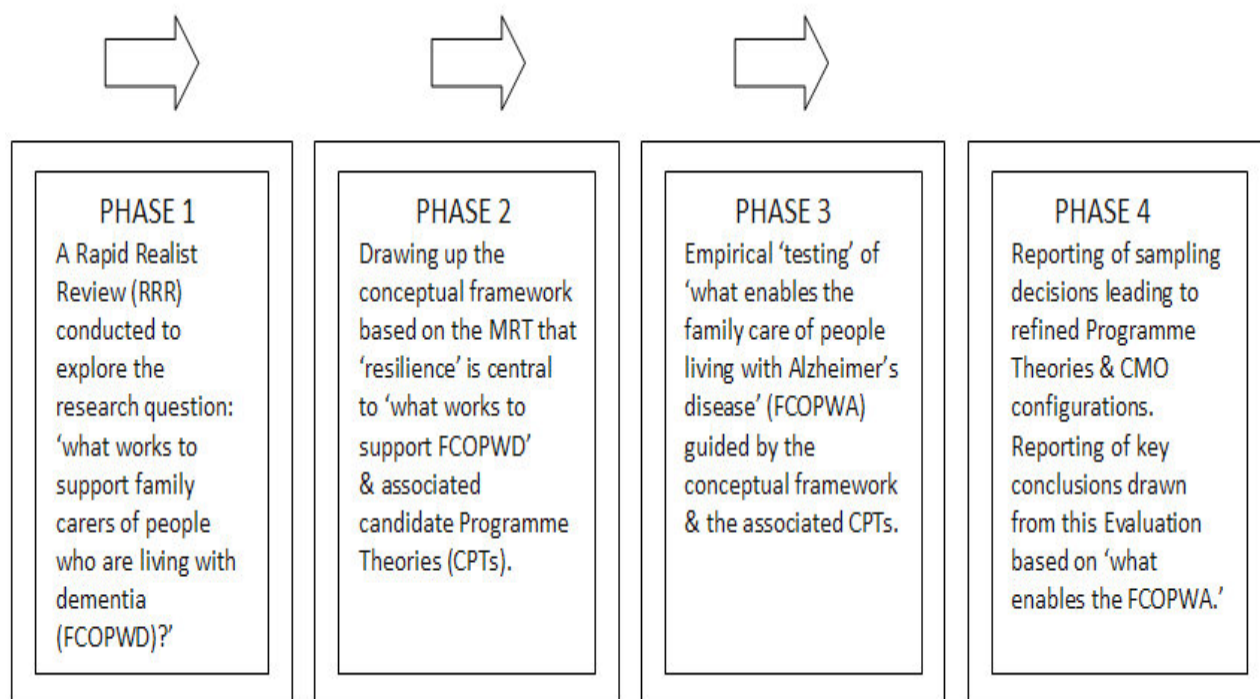 PHASE 1
A Rapid Realist
Review (RRR)
conducted to
explore the
research question:
‘what works to
support family
carers of people
who are living with
dementia
(FCOPWD)?’
PHASE 2
Drawing up the
conceptual framework
based on the MRT that
‘resilience’ is central
to ‘what works to
support FCOPWD’
& associated
candidate Programme
Theories (CPTs).
PHASE 3
Empirical ‘testing’ of
‘what enables the
family care of people
living with Alzheimer’s
disease’ (FCOPWA)
guided by the
conceptual framework
& the associated CPTs.
PHASE 4
Reporting of sampling
decisions leading to
refined Programme
Theories & CMO
configurations.
Reporting of key
conclusions drawn
from this Evaluation
based on ‘what
enables the FCOPWA.’